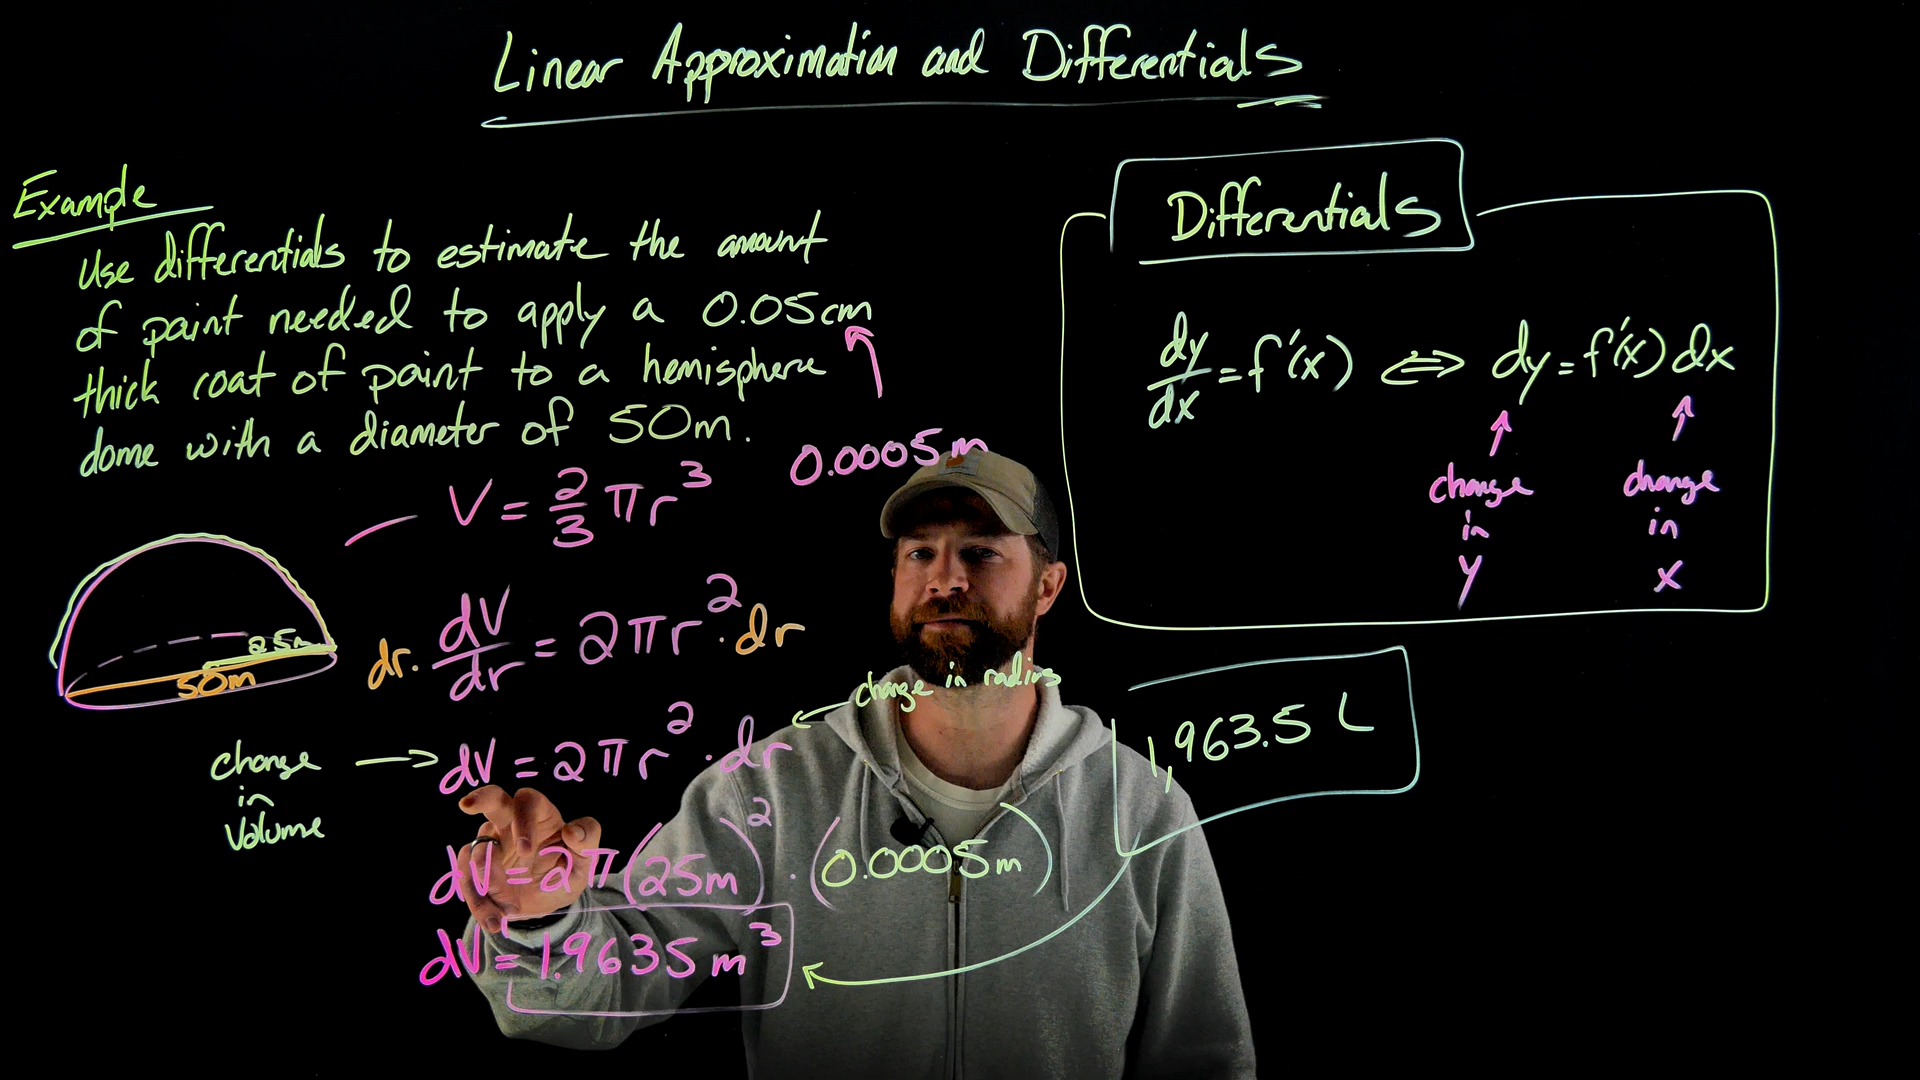 Linear Approximation and Differentials
Example
Use differentials to estimate the amount
of paint needed to apply a 0.05cm
thick coat of paint to a hemisphere
dome with a diameter of 50m.
0.0005m
V = 2/3 πr³
25m
50m
dr. dV/dr = 2πr² · dr
change in radius
change in volume
dV = 2πr² · dr
dV = 2π(25m)² · (0.0005m)
dV = 1.9635 m³
Differentials
dy/dx = f'(x) ⇔ dy = f'(x) dx
change in y
change in x
1,963.5 L